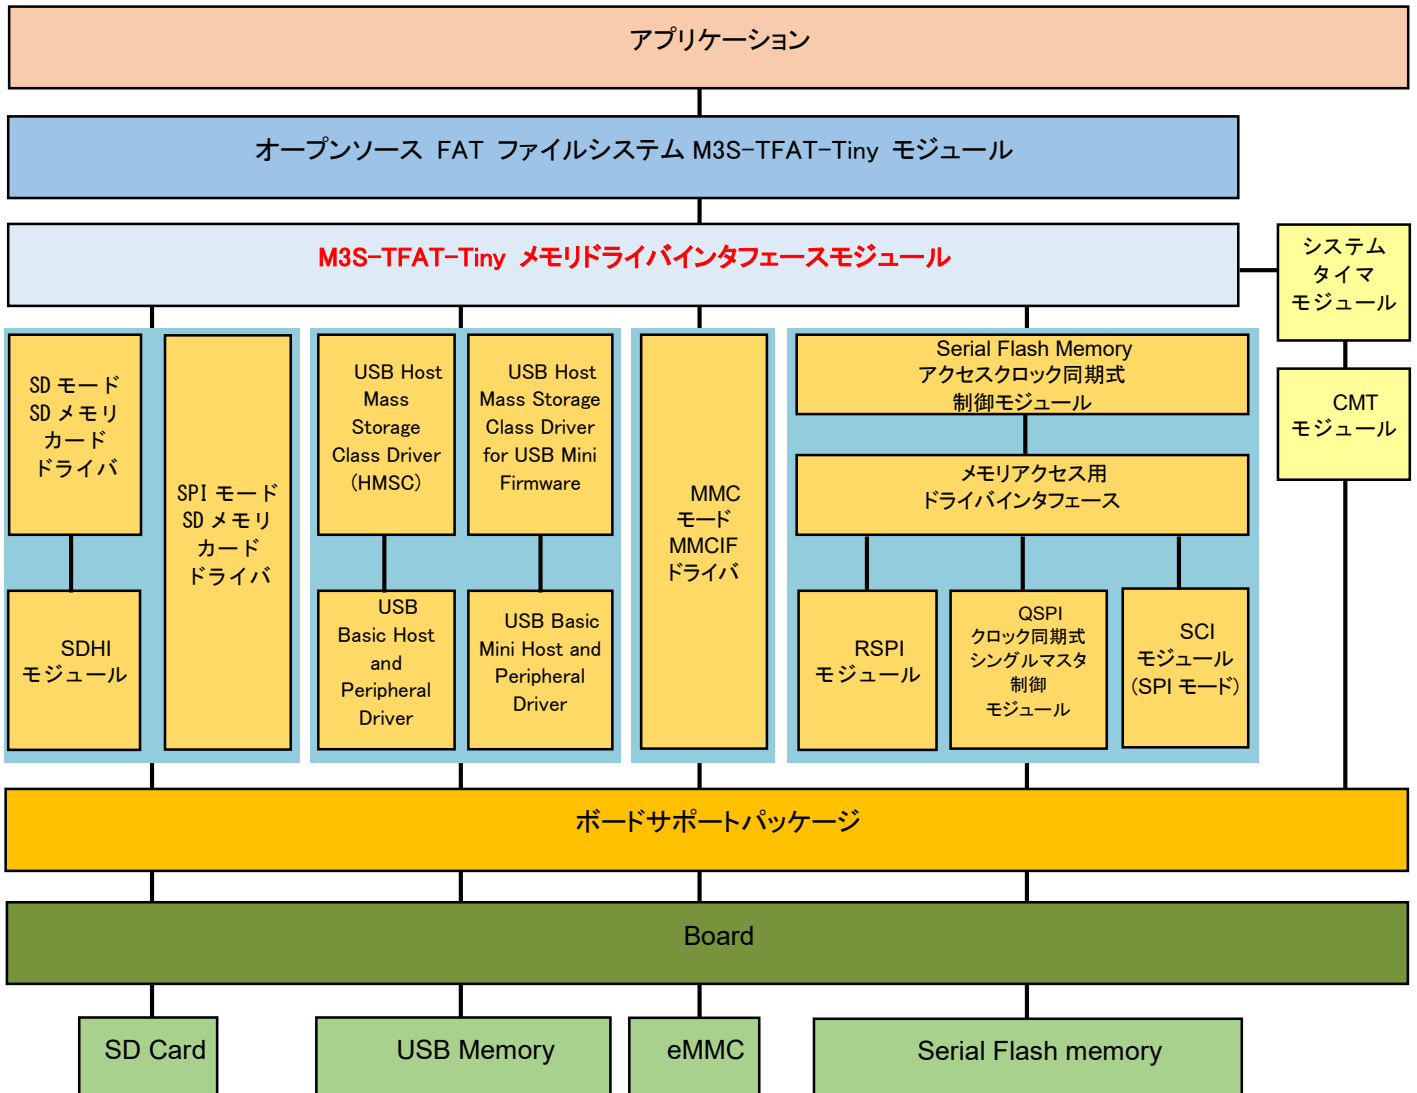 アプリケーション
オープンソース FAT ファイルシステム M3S-TFAT-Tiny モジュール
M3S-TFAT-Tiny メモリドライバインタフェースモジュール
システム
タイマ
モジュール
CMT
モジュール
SD モード
SD メモリ
カード
ドライバ
SDHI
モジュール
SPI モード
SD メモリ
カード
ドライバ
USB Host
Mass
Storage
Class Driver
(HMSC)
USB
Basic Host
and
Peripheral
Driver
USB Host
Mass Storage
Class Driver
for USB Mini
Firmware
USB Basic
Mini Host and
Peripheral
Driver
MMC
モード
MMCIF
ドライバ
Serial Flash Memory
アクセスクロック同期式
制御モジュール
メモリアクセス用
ドライバインタフェース
RSPI
モジュール
QSPI
クロック同期式
シングルマスタ
制御
モジュール
SCI
モジュール
(SPI モード)
ボードサポートパッケージ
Board
SD Card
USB Memory
eMMC
Serial Flash memory